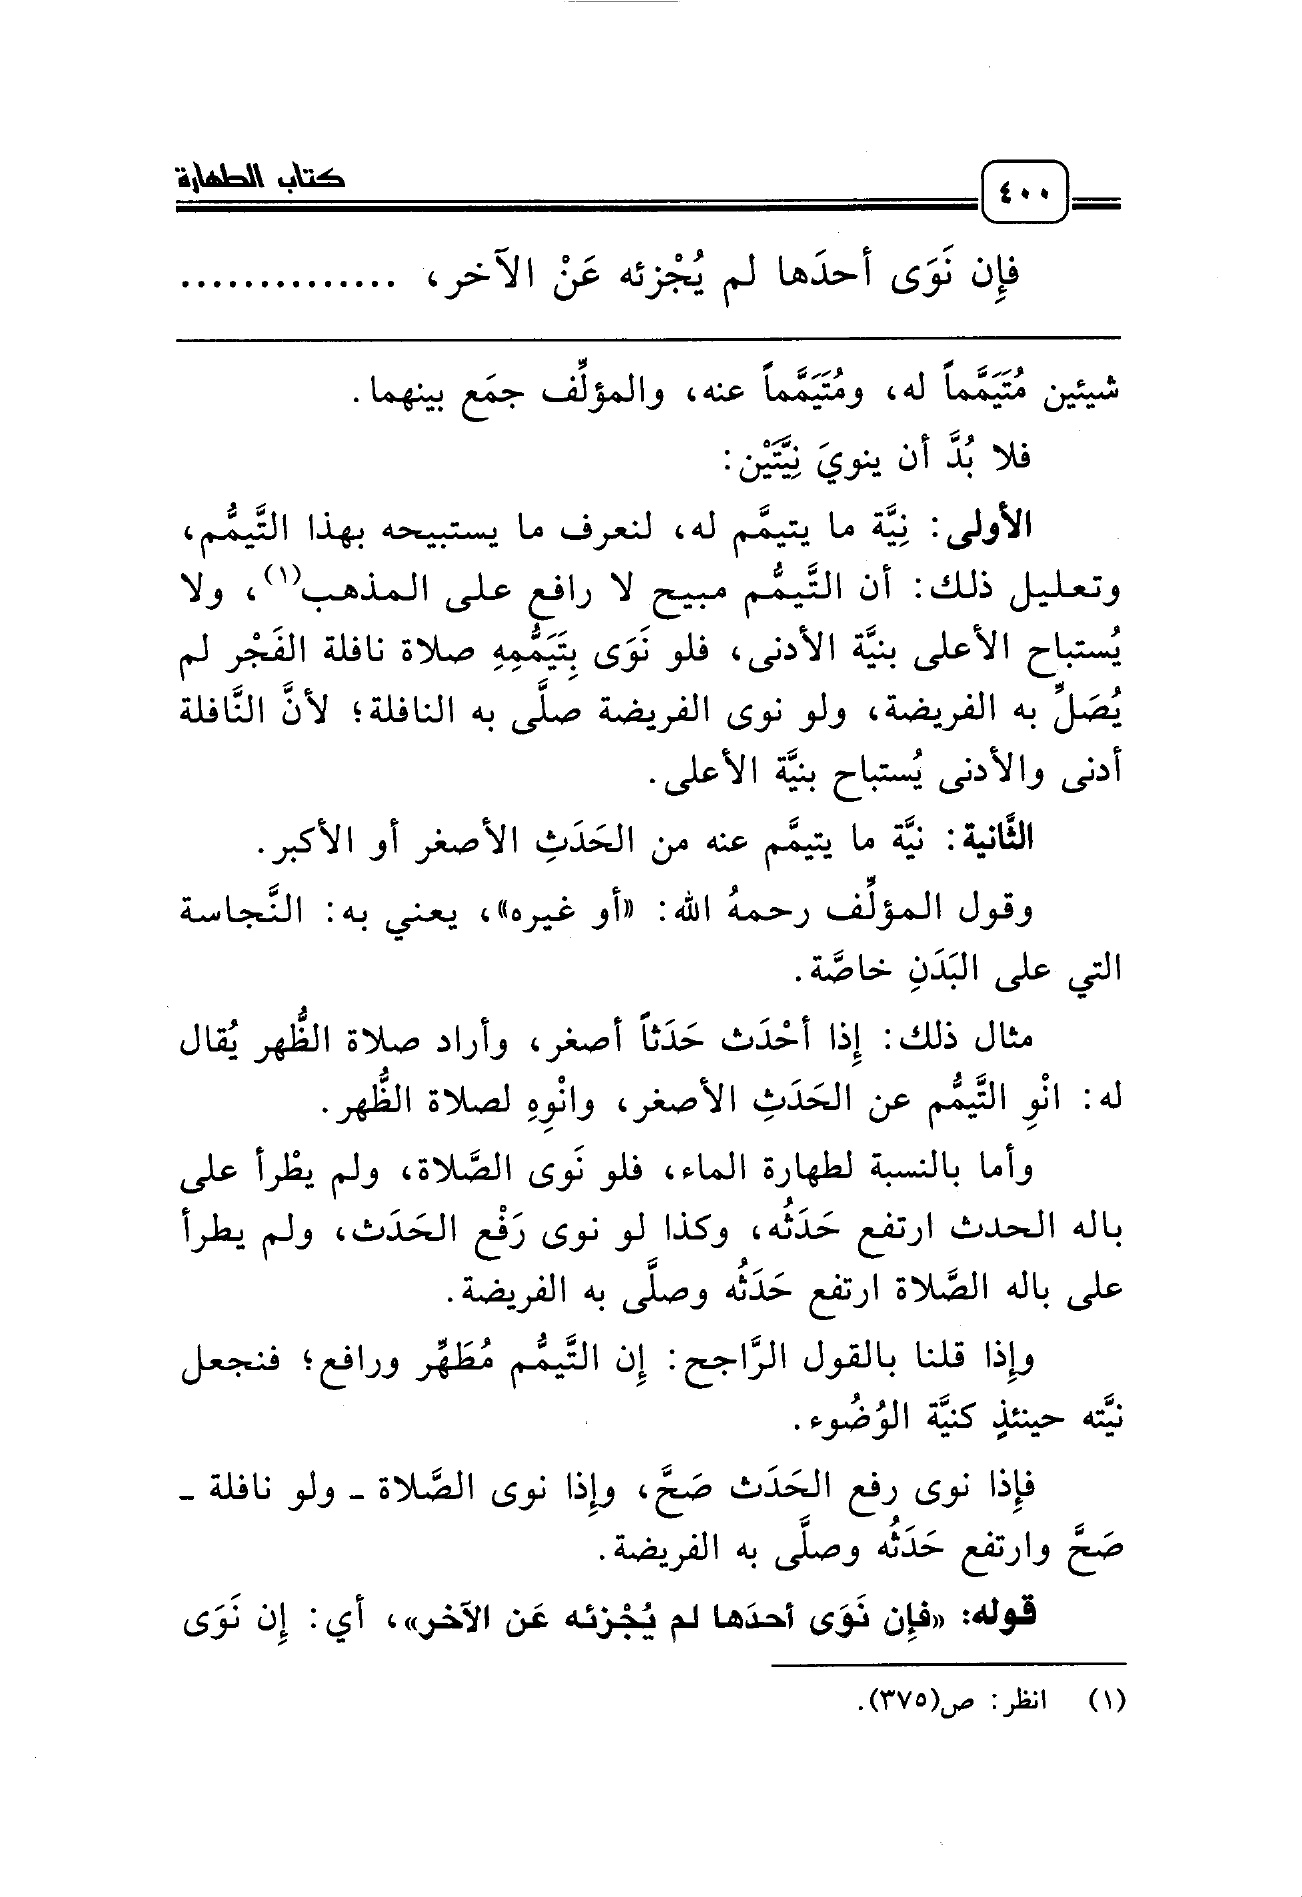 ٤٠٠
كتاب الطهارة
فإِن نَوَى أحدَها لم يُجْزئه عَنْ الآخر، ..............
شيئين مُتَيَمَّماً له، ومُتَيَمَّماً عنه، والمؤلِّف جمَع بينهما.
فلا بُدَّ أن ينويَ نِيَّتَيْن:
الأولى: نِيَّة ما يتيمَّم له، لنعرف ما يستبيحه بهذا التَّيمُّم،
وتعليل ذلك: أن التَّيمُّم مبيح لا رافع على المذهب(١)، ولا
يُستباح الأعلى بنيَّة الأدنى، فلو نَوَى بِتَيَمُّمِهِ صلاة نافلة الفَجْر لم
يُصَلِّ به الفريضة، ولو نوى الفريضة صلَّى به النافلة؛ لأنَّ النَّافلة
أدنى والأدنى يُستباح بنيَّة الأعلى.
الثَّانية: نيَّة ما يتيمَّم عنه من الحَدَثِ الأصغر أو الأكبر.
وقول المؤلِّف رحمهُ الله: «أو غيره»، يعني به: النَّجاسة
التي على البَدَنِ خاصَّة.
مثال ذلك: إِذا أحْدَث حَدَثاً أصغر، وأراد صلاة الظُّهر يُقال
له: انْوِ التَّيمُّم عن الحَدَثِ الأصغر، وانْوِهِ لصلاة الظُّهر.
وأما بالنسبة لطهارة الماء، فلو نَوى الصَّلاة، ولم يطْرأ على
باله الحدث ارتفع حَدَثُه، وكذا لو نوى رَفْع الحَدَث، ولم يطرأ
على باله الصَّلاة ارتفع حَدَثُه وصلَّى به الفريضة.
وإِذا قلنا بالقول الرَّاجح: إِن التَّيمُّم مُطَهِّر ورافع؛ فنجعل
نيَّته حينئذٍ كنيَّة الوُضُوء.
فإِذا نوى رفع الحَدَث صَحَّ، وإِذا نوى الصَّلاة ـ ولو نافلة ـ
صَحَّ وارتفع حَدَثُه وصلَّى به الفريضة.
قوله: «فإِن نَوَى أحدَها لم يُجْزئه عَن الآخر»، أي: إِن نَوَى
(١) انظر: ص(٣٧٥).